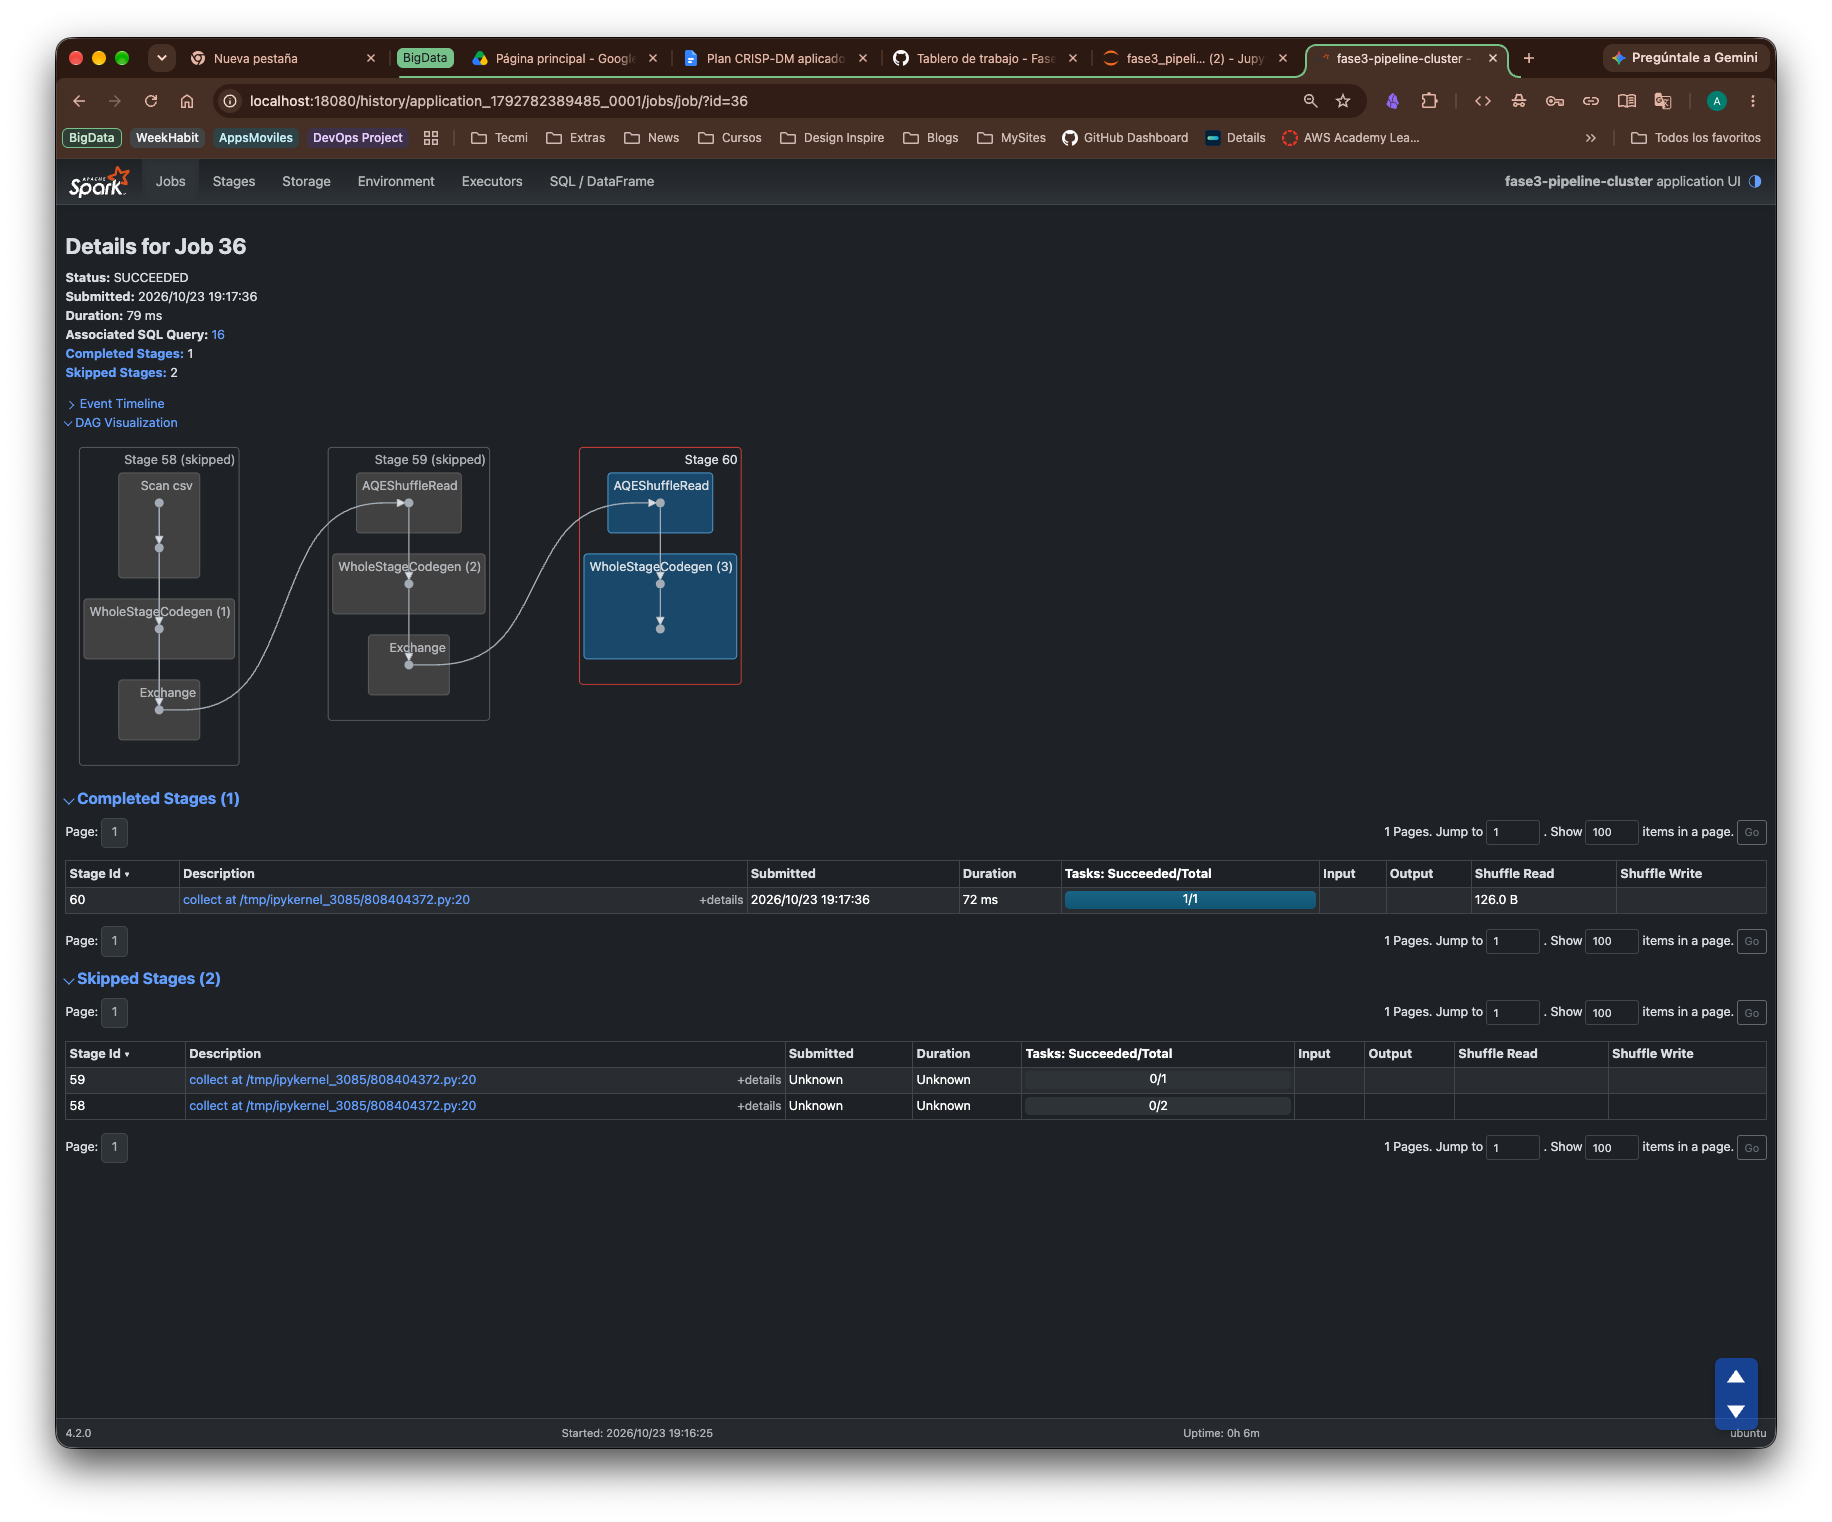 Nueva pestaña
BigData
Página principal - Google
Plan CRISP-DM aplicado
Tablero de trabajo - Fase
fase3_pipeli... (2) - Jupy
fase3-pipeline-cluster -
Pregúntale a Gemini
localhost:18080/history/application_1792782389485_0001/jobs/job/?id=36
A
BigData
WeekHabit
AppsMoviles
DevOps Project
Tecmi
Extras
News
Cursos
Design Inspire
Blogs
MySites
GitHub Dashboard
Details
AWS Academy Lea...
»
Todos los favoritos
APACHE Spark
Jobs
Stages
Storage
Environment
Executors
SQL / DataFrame
fase3-pipeline-cluster application UI
Details for Job 36
Status: SUCCEEDED
Submitted: 2026/10/23 19:17:36
Duration: 79 ms
Associated SQL Query: 16
Completed Stages: 1
Skipped Stages: 2
Event Timeline
DAG Visualization
Stage 58 (skipped)
Scan csv
WholeStageCodegen (1)
Exchange
Stage 59 (skipped)
AQEShuffleRead
WholeStageCodegen (2)
Exchange
Stage 60
AQEShuffleRead
WholeStageCodegen (3)
Completed Stages (1)
Page: 1
1 Pages. Jump to 1 . Show 100 items in a page. Go
Stage Id ▾ Description Submitted Duration Tasks: Succeeded/Total Input Output Shuffle Read Shuffle Write
60 collect at /tmp/ipykernel_3085/808404372.py:20 +details 2026/10/23 19:17:36 72 ms 1/1 126.0 B
Page: 1
1 Pages. Jump to 1 . Show 100 items in a page. Go
Skipped Stages (2)
Page: 1
1 Pages. Jump to 1 . Show 100 items in a page. Go
Stage Id ▾ Description Submitted Duration Tasks: Succeeded/Total Input Output Shuffle Read Shuffle Write
59 collect at /tmp/ipykernel_3085/808404372.py:20 +details Unknown Unknown 0/1
58 collect at /tmp/ipykernel_3085/808404372.py:20 +details Unknown Unknown 0/2
Page: 1
1 Pages. Jump to 1 . Show 100 items in a page. Go
4.2.0
Started: 2026/10/23 19:16:25
Uptime: 0h 6m
ubuntu